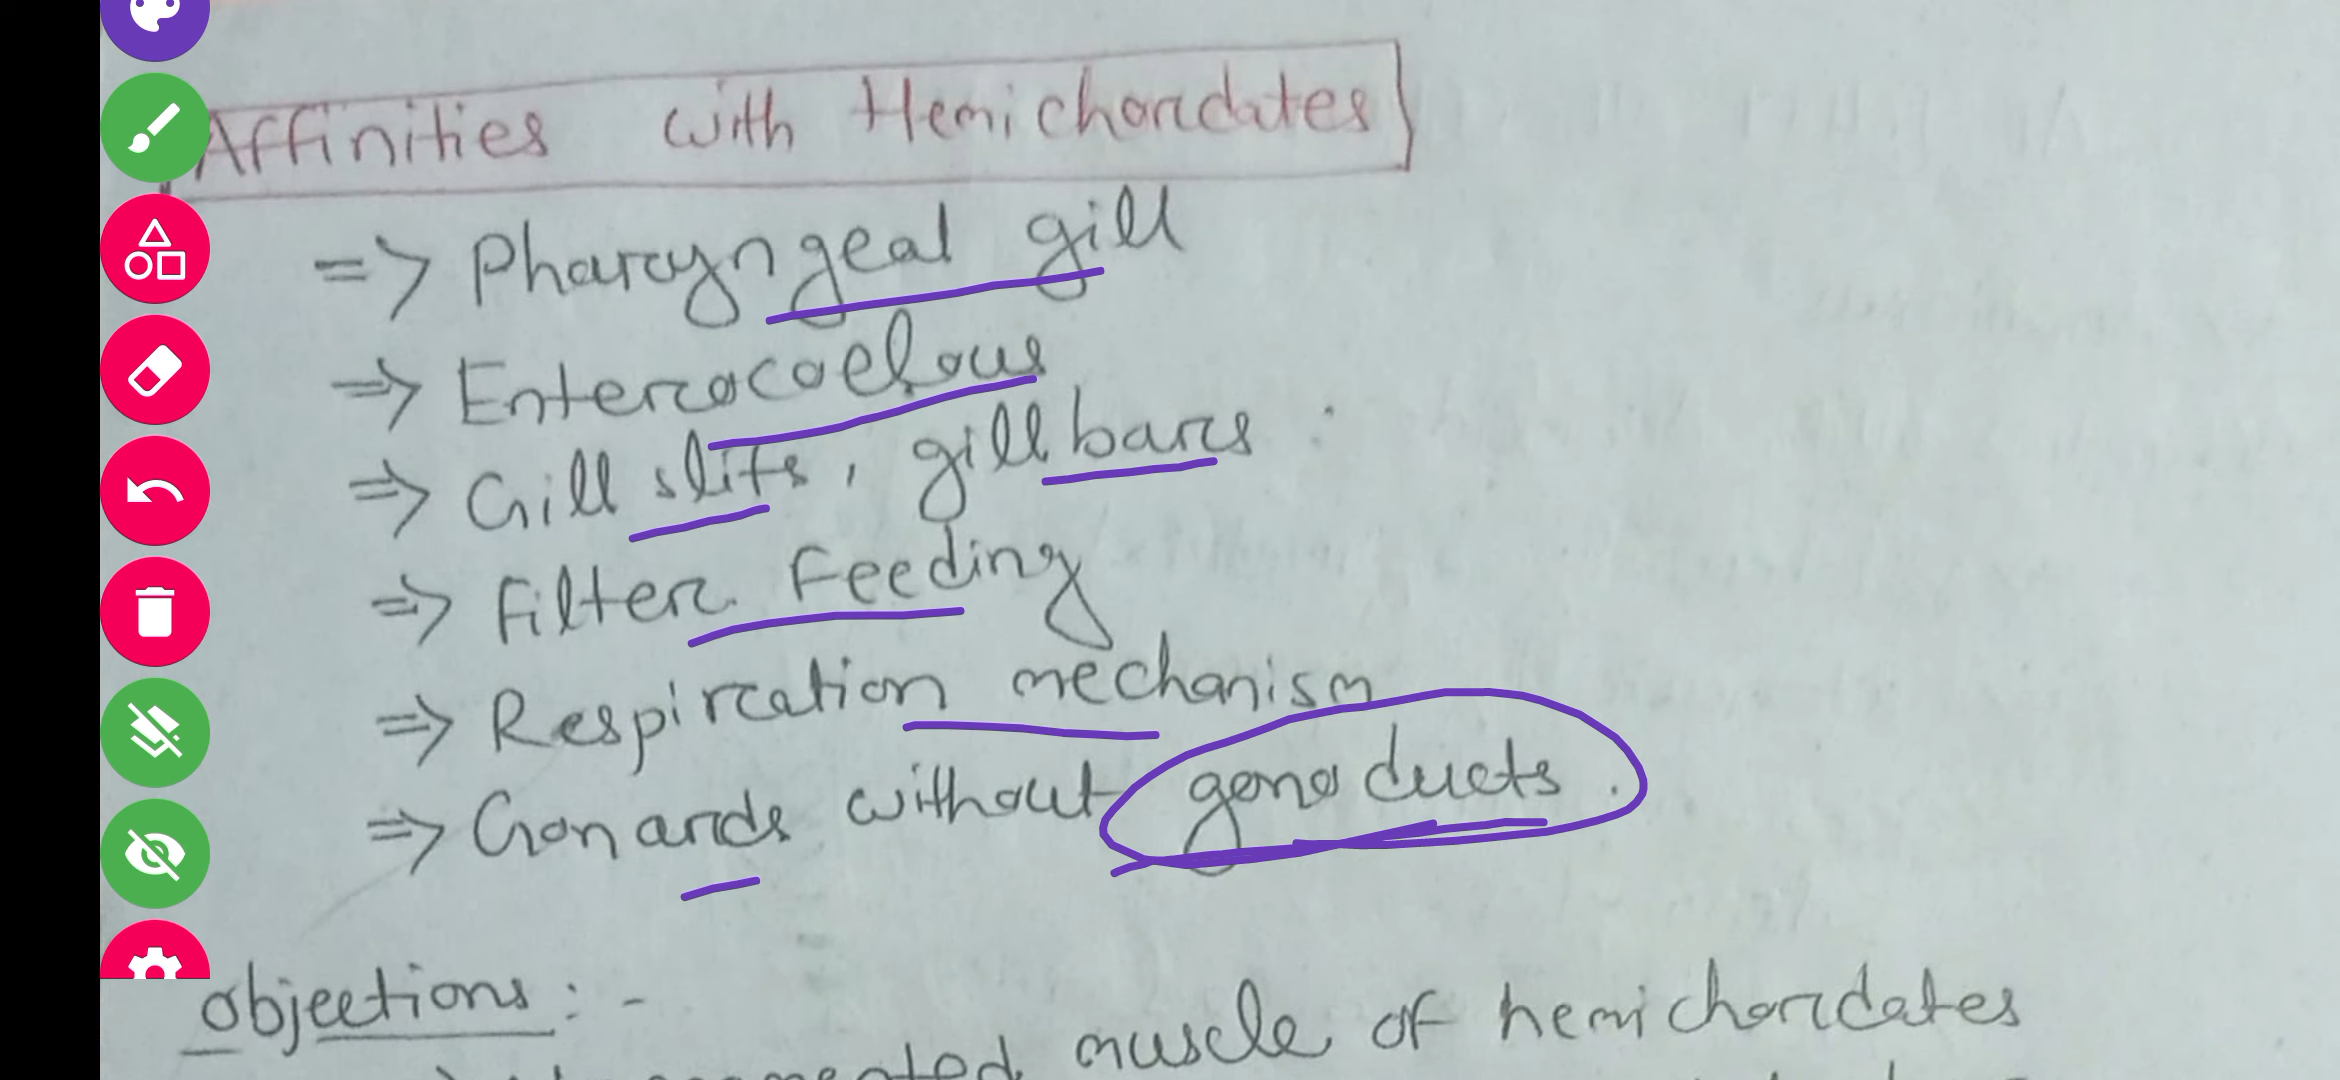 Affinities with Hemichordates
=> Pharyngeal gill
=> Enterocoelous
=> Gill slits, gill bars
=> Filter Feeding
=> Respiration mechanism
=> Gonards without gonoducts.
Objections: -
muscle of hemichordates